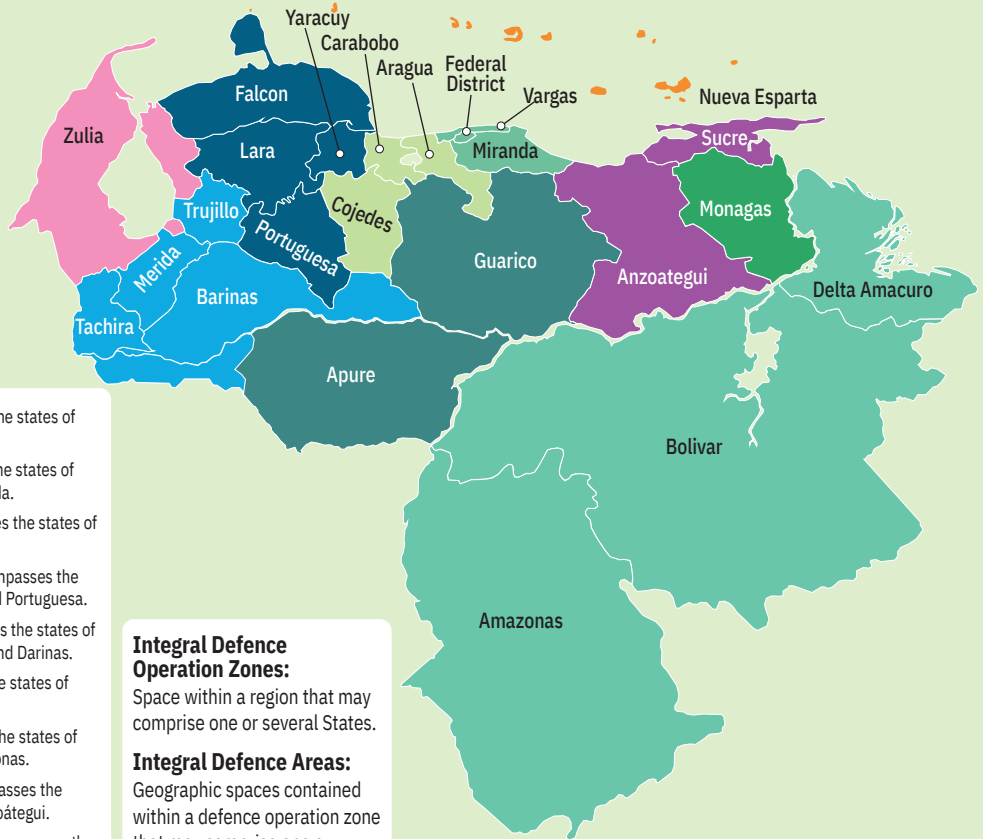 Yaracuy
Carabobo
Aragua
Federal
District
Vargas
Nueva Esparta
Falcon
Zulia
Lara
Miranda
Sucre
Trujillo
Cojedes
Monagas
Portuguesa
Merida
Guarico
Anzoategui
Barinas
Delta Amacuro
Tachira
Apure
Bolivar
Amazonas
he states of
he states of
la.
es the states of
mpasses the
d Portuguesa.
s the states of
nd Darinas.
e states of
he states of
onas.
asses the
oátegui.
Integral Defence
Operation Zones:
Space within a region that may
comprise one or several States.
Integral Defence Areas:
Geographic spaces contained
within a defence operation zone